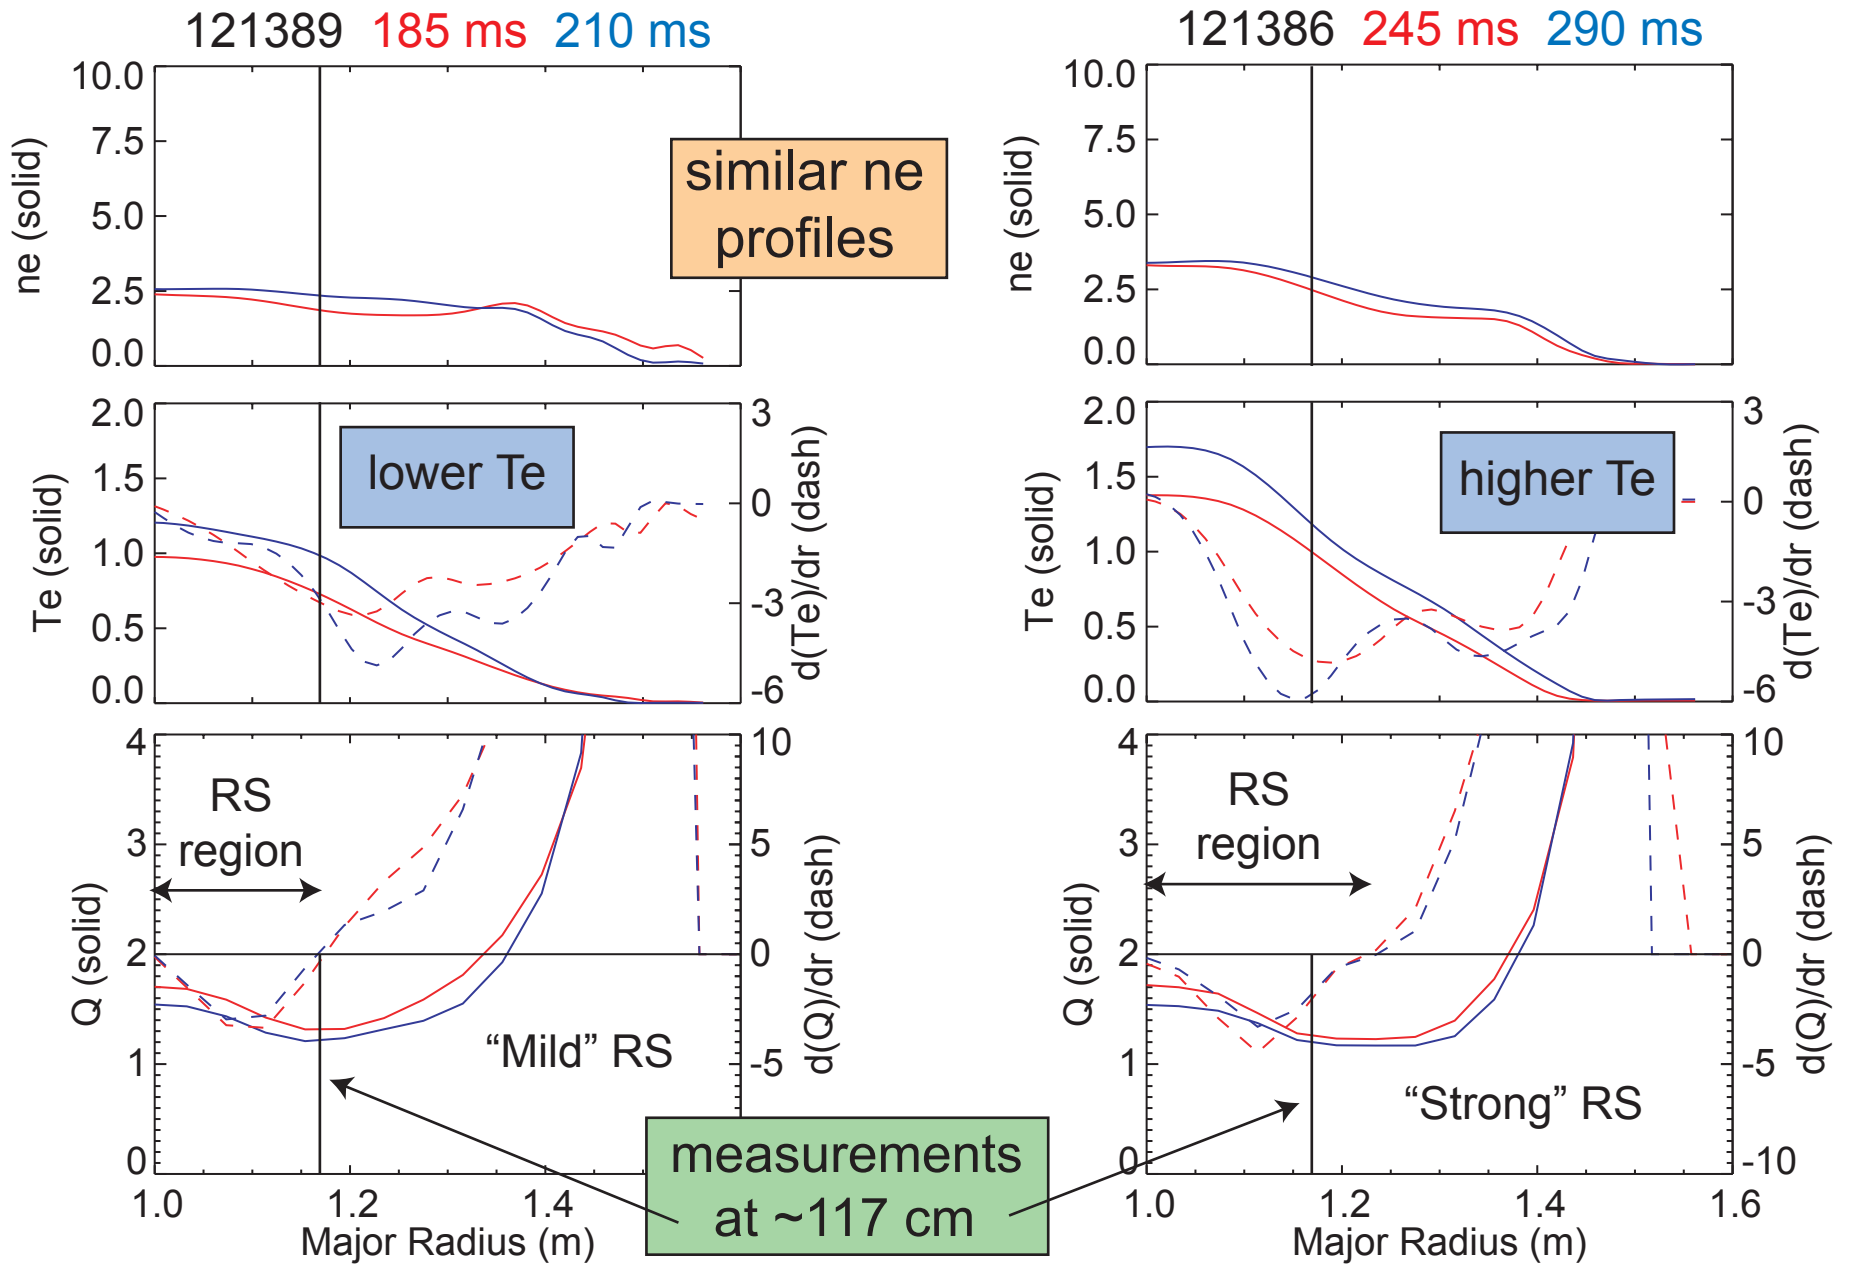 121389 185 ms 210 ms
10.0
7.5
5.0
2.5
0.0
ne (solid)
similar ne
profiles
2.0
1.5
1.0
0.5
0.0
Te (solid)
lower Te
3
0
-3
-6
d(Te)/dr (dash)
4
3
2
1
0
Q (solid)
RS
region
"Mild" RS
10
5
0
-5
d(Q)/dr (dash)
1.0 1.2 1.4
Major Radius (m)
measurements
at ~117 cm
121386 245 ms 290 ms
10.0
7.5
5.0
2.5
0.0
ne (solid)
2.0
1.5
1.0
0.5
0.0
Te (solid)
higher Te
3
0
-3
-6
d(Te)/dr (dash)
4
3
2
1
0
Q (solid)
RS
region
“Strong” RS
10
5
0
-5
-10
d(Q)/dr (dash)
1.0 1.2 1.4 1.6
Major Radius (m)